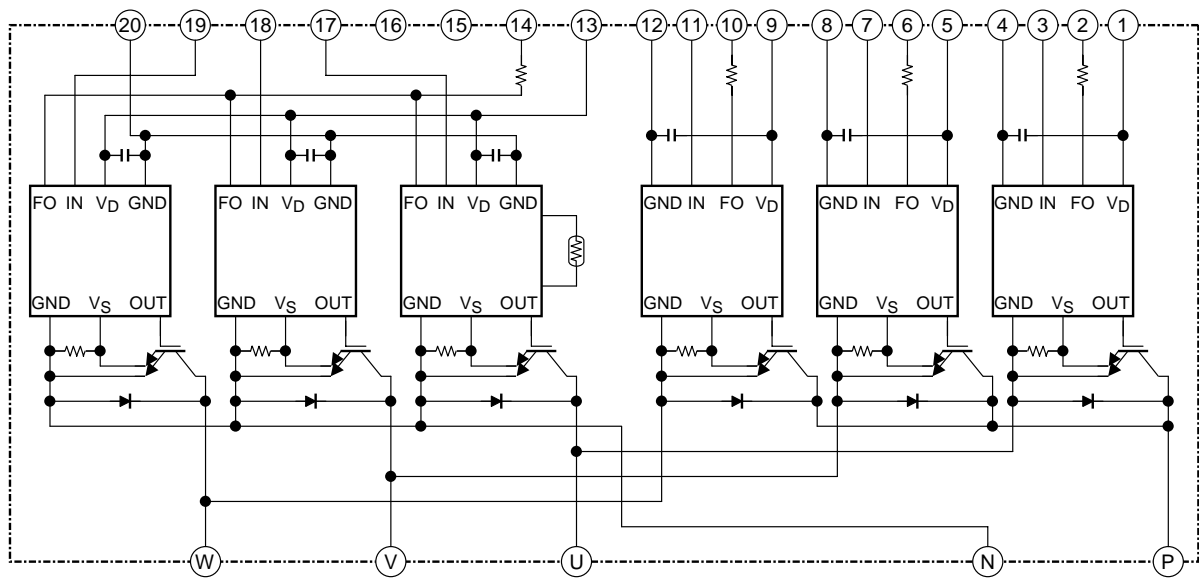 20 19 18 17 16 15 14 13 12 11 10 9 8 7 6 5 4 3 2 1
FO IN VD GND FO IN VD GND FO IN VD GND GND IN FO VD GND IN FO VD GND IN FO VD
GND VS OUT GND VS OUT GND VS OUT GND VS OUT GND VS OUT GND VS OUT
W V U N P